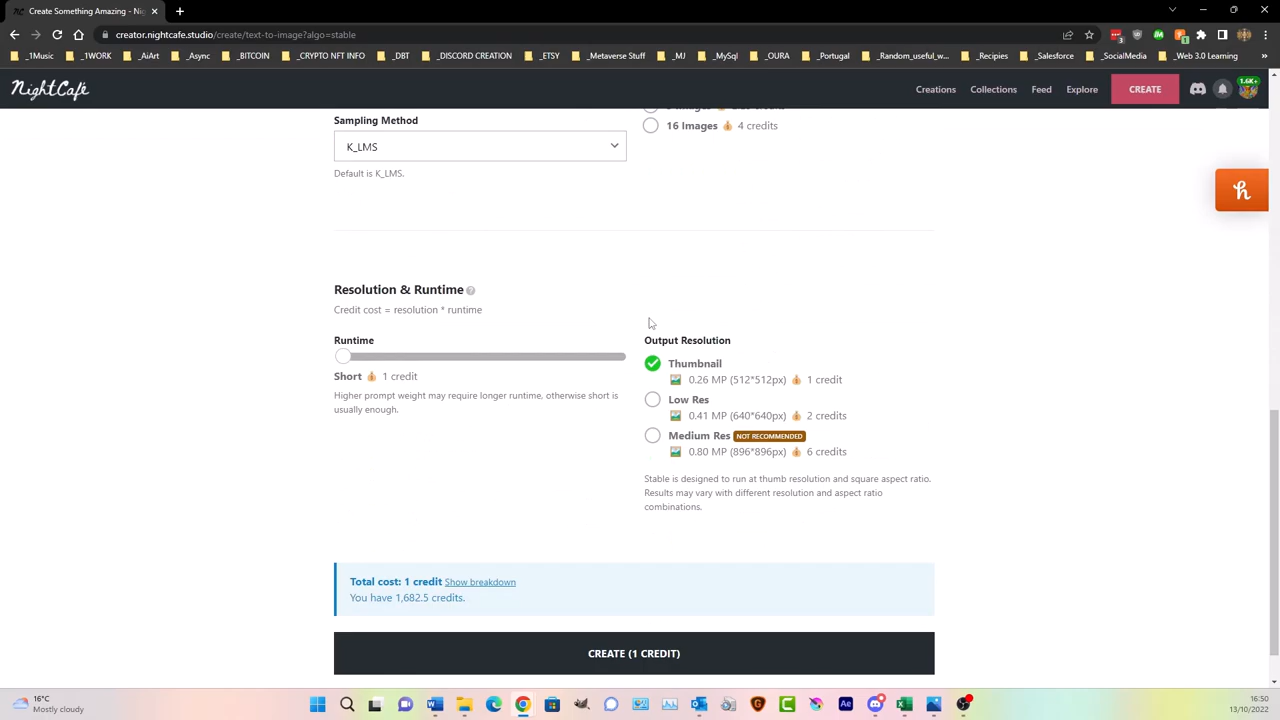 Create Something Amazing - Nig
creator.nightcafe.studio/create/text-to-image?algo=stable
_1Music _1WORK _AiArt _Async _BITCOIN _CRYPTO NFT INFO _DBT _DISCORD CREATION _ETSY _Metaverse Stuff _MJ _MySql _OURA _Portugal _Random_useful_w... _Recipies _Salesforce _SocialMedia _Web 3.0 Learning
NightCafe Creations Collections Feed Explore CREATE 1.6K+
Sampling Method
16 Images 4 credits
K_LMS
Default is K_LMS.
Resolution & Runtime
Credit cost = resolution * runtime
Runtime
Short 1 credit
Higher prompt weight may require longer runtime, otherwise short is
usually enough.
Output Resolution
Thumbnail
0.26 MP (512*512px) 1 credit
Low Res
0.41 MP (640*640px) 2 credits
Medium Res NOT RECOMMENDED
0.80 MP (896*896px) 6 credits
Stable is designed to run at thumb resolution and square aspect ratio.
Results may vary with different resolution and aspect ratio
combinations.
Total cost: 1 credit Show breakdown
You have 1,682.5 credits.
CREATE (1 CREDIT)
16°C
Mostly cloudy
16:50
13/10/2022